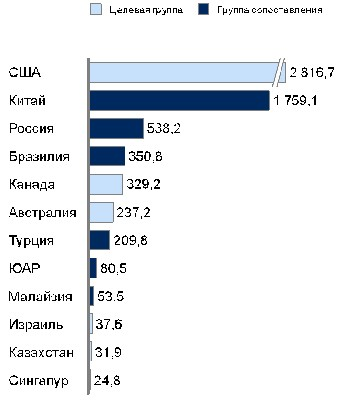 Целевая группа Группа сопоставления
США 2 816,7
Китай 1 759,1
Россия 538,2
Бразилия 350,8
Канада 329,2
Австралия 237,2
Турция 209,8
ЮАР 80,5
Малайзия 53,5
Израиль 37,6
Казахстан 31,9
Сингапур 24,8